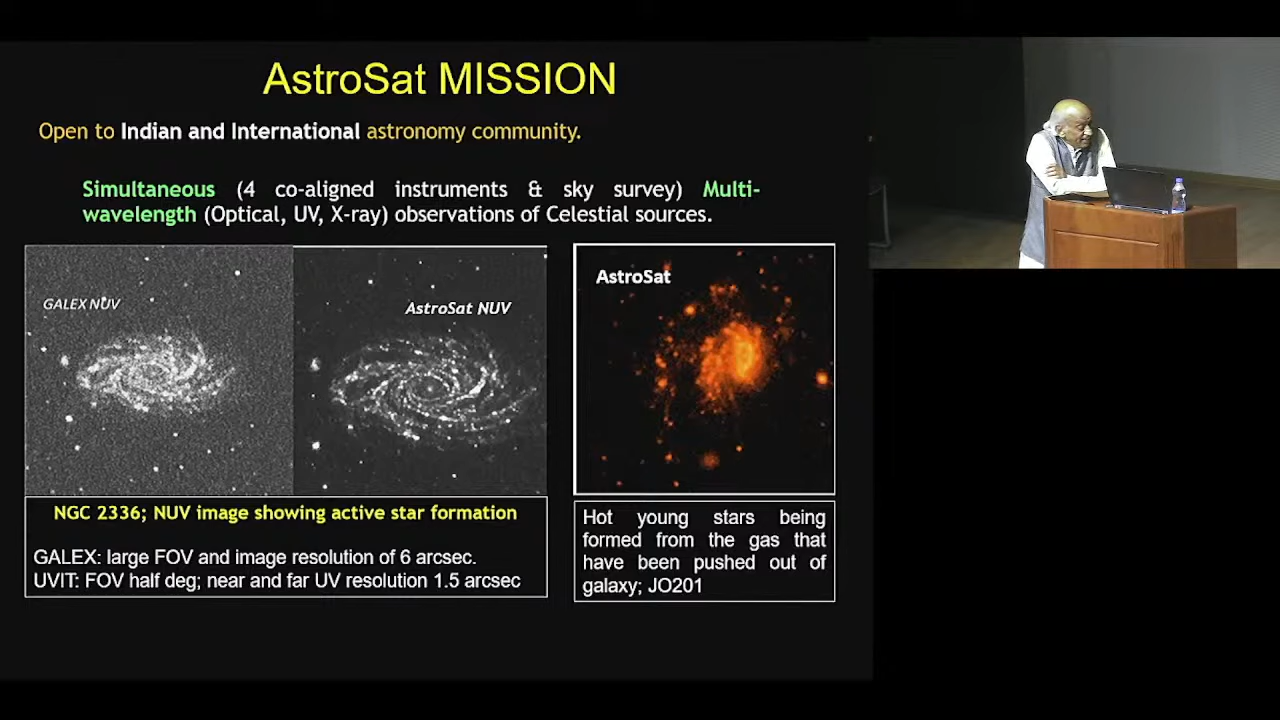 AstroSat MISSION
Open to Indian and International astronomy community.
Simultaneous (4 co-aligned instruments & sky survey) Multi-
wavelength (Optical, UV, X-ray) observations of Celestial sources.
GALEX NUV
AstroSat NUV
AstroSat
NGC 2336; NUV image showing active star formation
GALEX: large FOV and image resolution of 6 arcsec.
UVIT: FOV half deg; near and far UV resolution 1.5 arcsec
Hot young stars being
formed from the gas that
have been pushed out of
galaxy; JO201